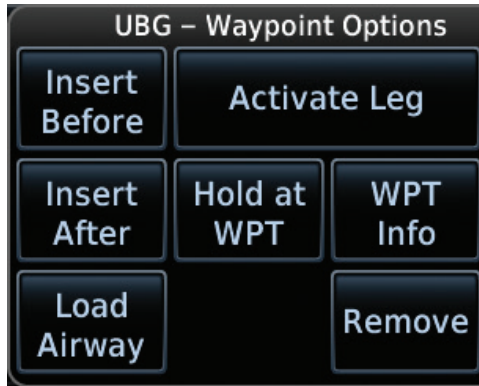 UBG – Waypoint Options
Insert
Before
Activate Leg
Insert
After
Hold at
WPT
WPT
Info
Load
Airway
Remove